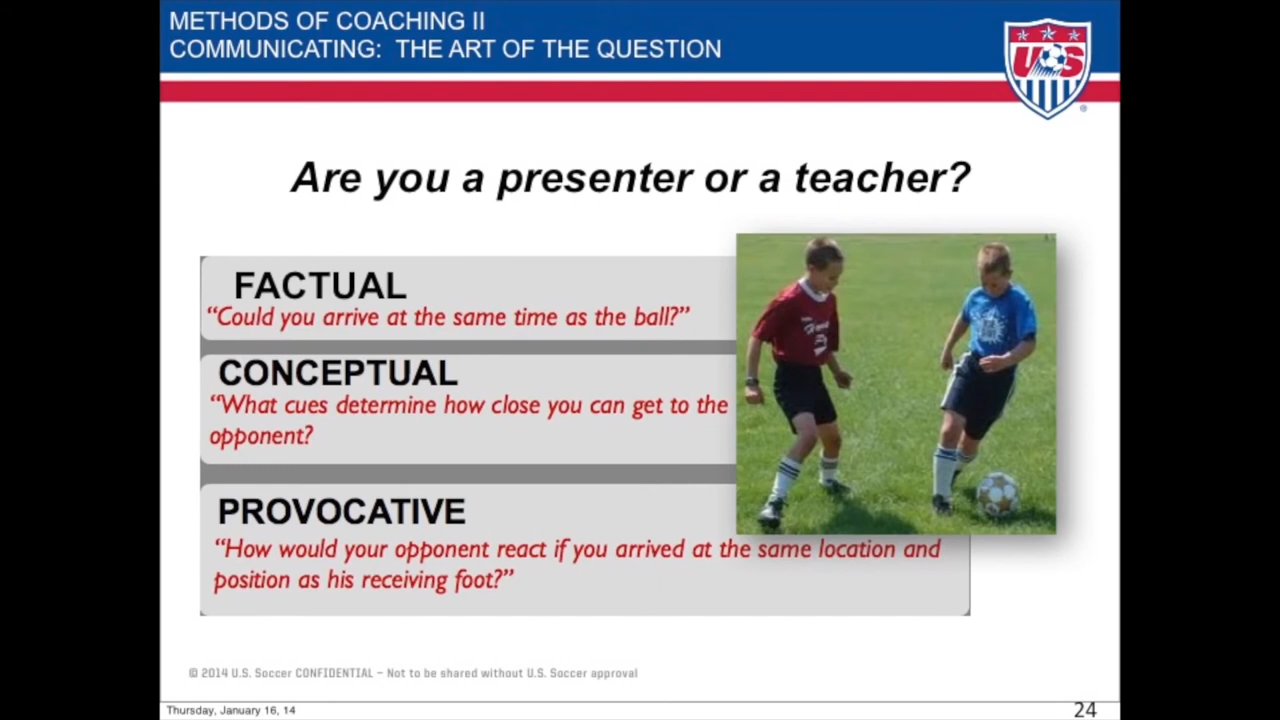 METHODS OF COACHING II
COMMUNICATING: THE ART OF THE QUESTION
US
®
Are you a presenter or a teacher?
FACTUAL
“Could you arrive at the same time as the ball?”
CONCEPTUAL
“What cues determine how close you can get to the
opponent?
PROVOCATIVE
“How would your opponent react if you arrived at the same location and
position as his receiving foot?”
© 2014 U.S. Soccer CONFIDENTIAL – Not to be shared without U.S. Soccer approval
Thursday, January 16, 14
24